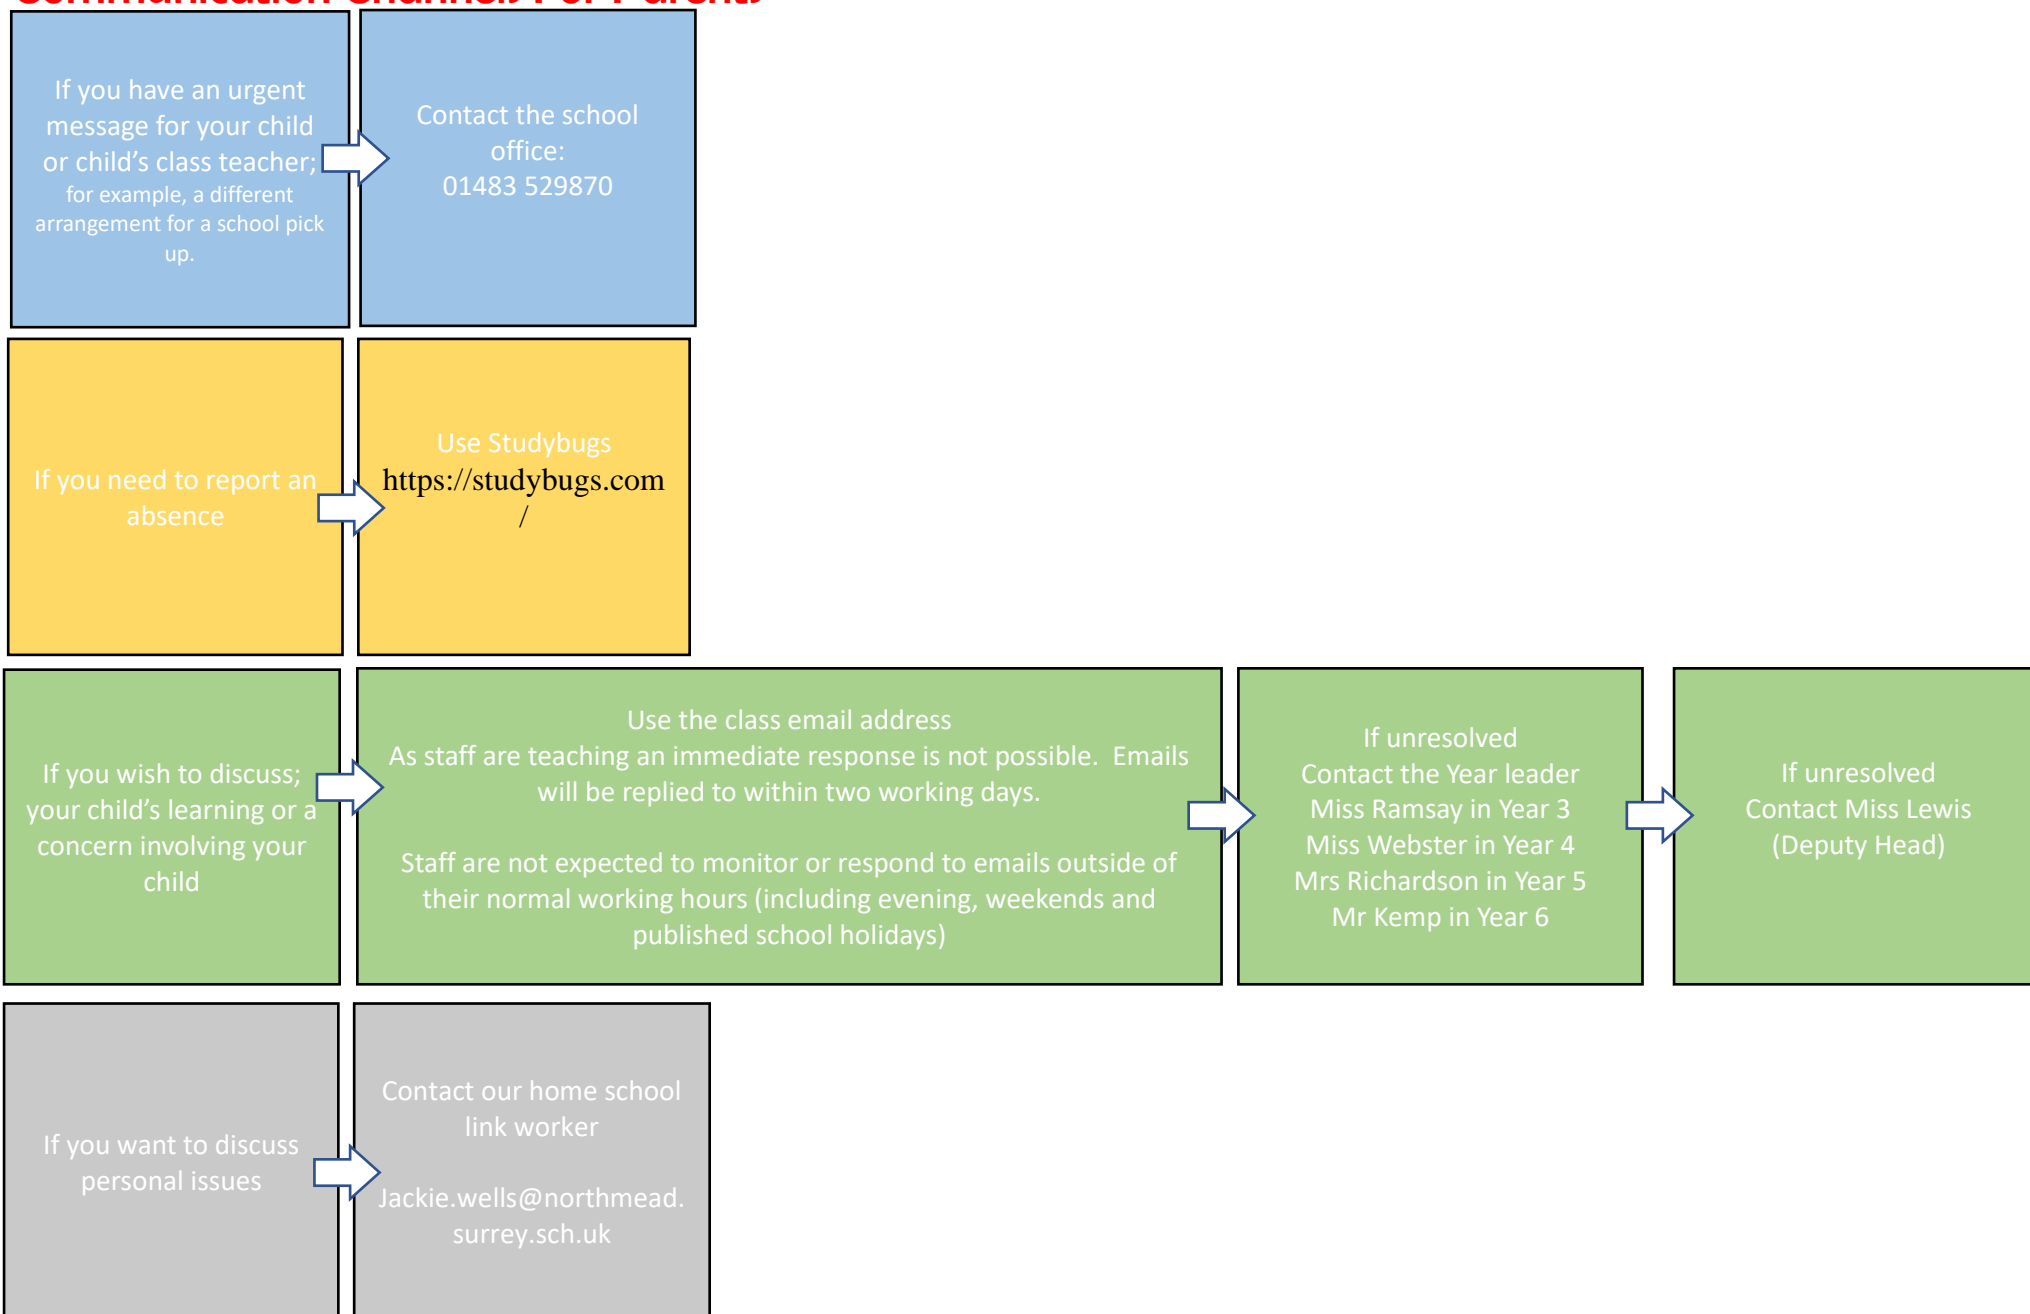 Communication Channels For Parents
If you have an urgent
message for your child
or child's class teacher;
for example, a different
arrangement for a school pick
up.
Contact the school
office:
01483 529870
If you need to report an
absence
Use Studybugs
https://studybugs.com
/
If you wish to discuss;
your child's learning or a
concern involving your
child
Use the class email address
As staff are teaching an immediate response is not possible.  Emails
will be replied to within two working days.
Staff are not expected to monitor or respond to emails outside of
their normal working hours (including evening, weekends and
published school holidays)
If unresolved
Contact the Year leader
Miss Ramsay in Year 3
Miss Webster in Year 4
Mrs Richardson in Year 5
Mr Kemp in Year 6
If unresolved
Contact Miss Lewis
(Deputy Head)
If you want to discuss
personal issues
Contact our home school
link worker
Jackie.wells@northmead.
surrey.sch.uk